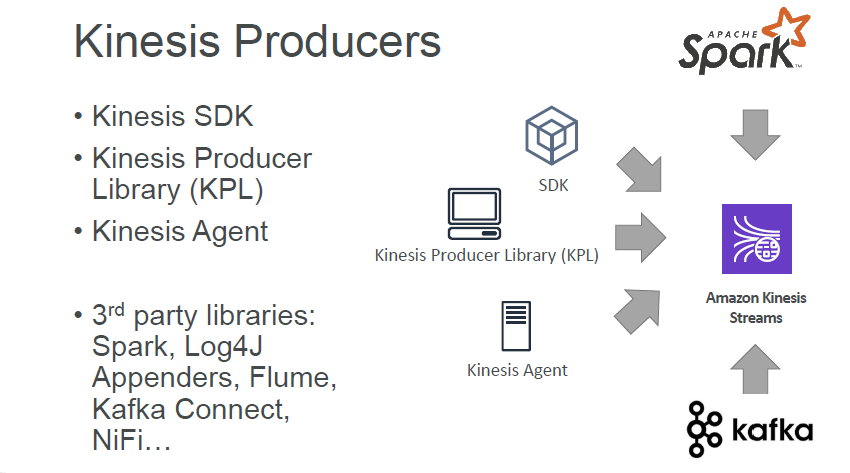 Kinesis Producers
• Kinesis SDK
• Kinesis Producer
Library (KPL)
• Kinesis Agent
• 3rd party libraries:
Spark, Log4J
Appenders, Flume,
Kafka Connect,
NiFi…
APACHE
Spark™
SDK
Kinesis Producer Library (KPL)
Kinesis Agent
Amazon Kinesis
Streams
kafka